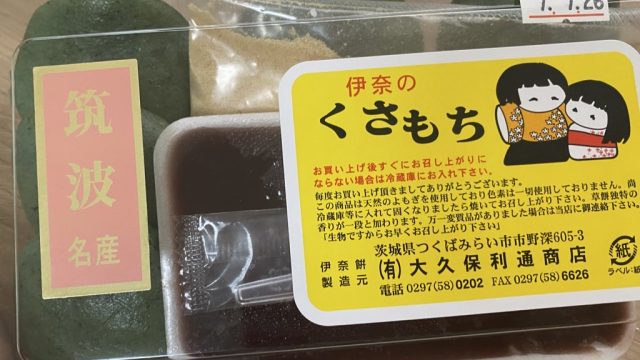 7. 1.26
筑波
名産
伊奈の
くさもち
お買い上げ後すぐにお召し上がりに
ならない場合は冷蔵庫にお入れ下さい。
毎度お買い上げ頂きましてありがとうございます。
この商品は天然のよもぎを使用しており色素は一切使用しておりません。尚
冷蔵庫等に入れて固くなりましたら焼いてお召し上がり下さい。草餅独特の
香りが一段と加わります。万一変質品がありました場合は当店に御連絡下さい。
「生物ですからお早くお召し上がり下さい」
茨城県つくばみらい市市野深605-3
伊奈餅
製造元
(有)大久保利通商店
電話 0297(58)0202 FAX 0297(58)6626
紙
ラベル:紙